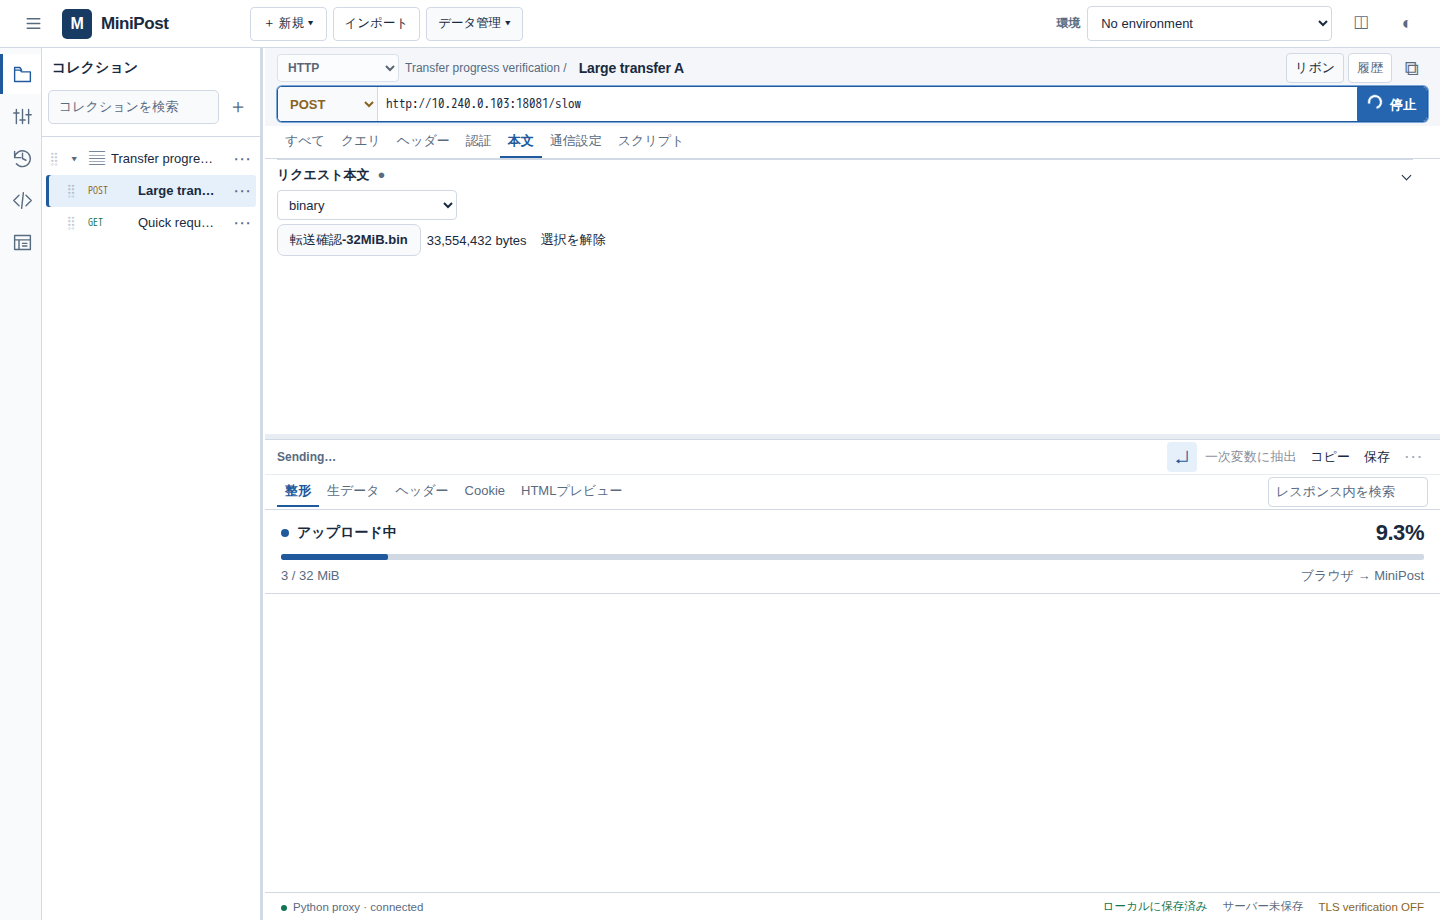 M MiniPost
＋ 新規 ▾
インポート
データ管理 ▾
環境
No environment
コレクション
コレクションを検索
＋
Transfer progre… ···
POST Large tran… ···
GET Quick requ… ···
HTTP
Transfer progress verification /
Large transfer A
リボン
履歴
POST
http://10.240.0.103:18081/slow
停止
すべて クエリ ヘッダー 認証 本文 通信設定 スクリプト
リクエスト本文 ●
binary
転送確認-32MiB.bin 33,554,432 bytes 選択を解除
Sending…
一次変数に抽出 コピー 保存 ···
整形 生データ ヘッダー Cookie HTMLプレビュー
レスポンス内を検索
アップロード中
9.3%
3 / 32 MiB
ブラウザ → MiniPost
Python proxy · connected
ローカルに保存済み サーバー未保存 TLS verification OFF